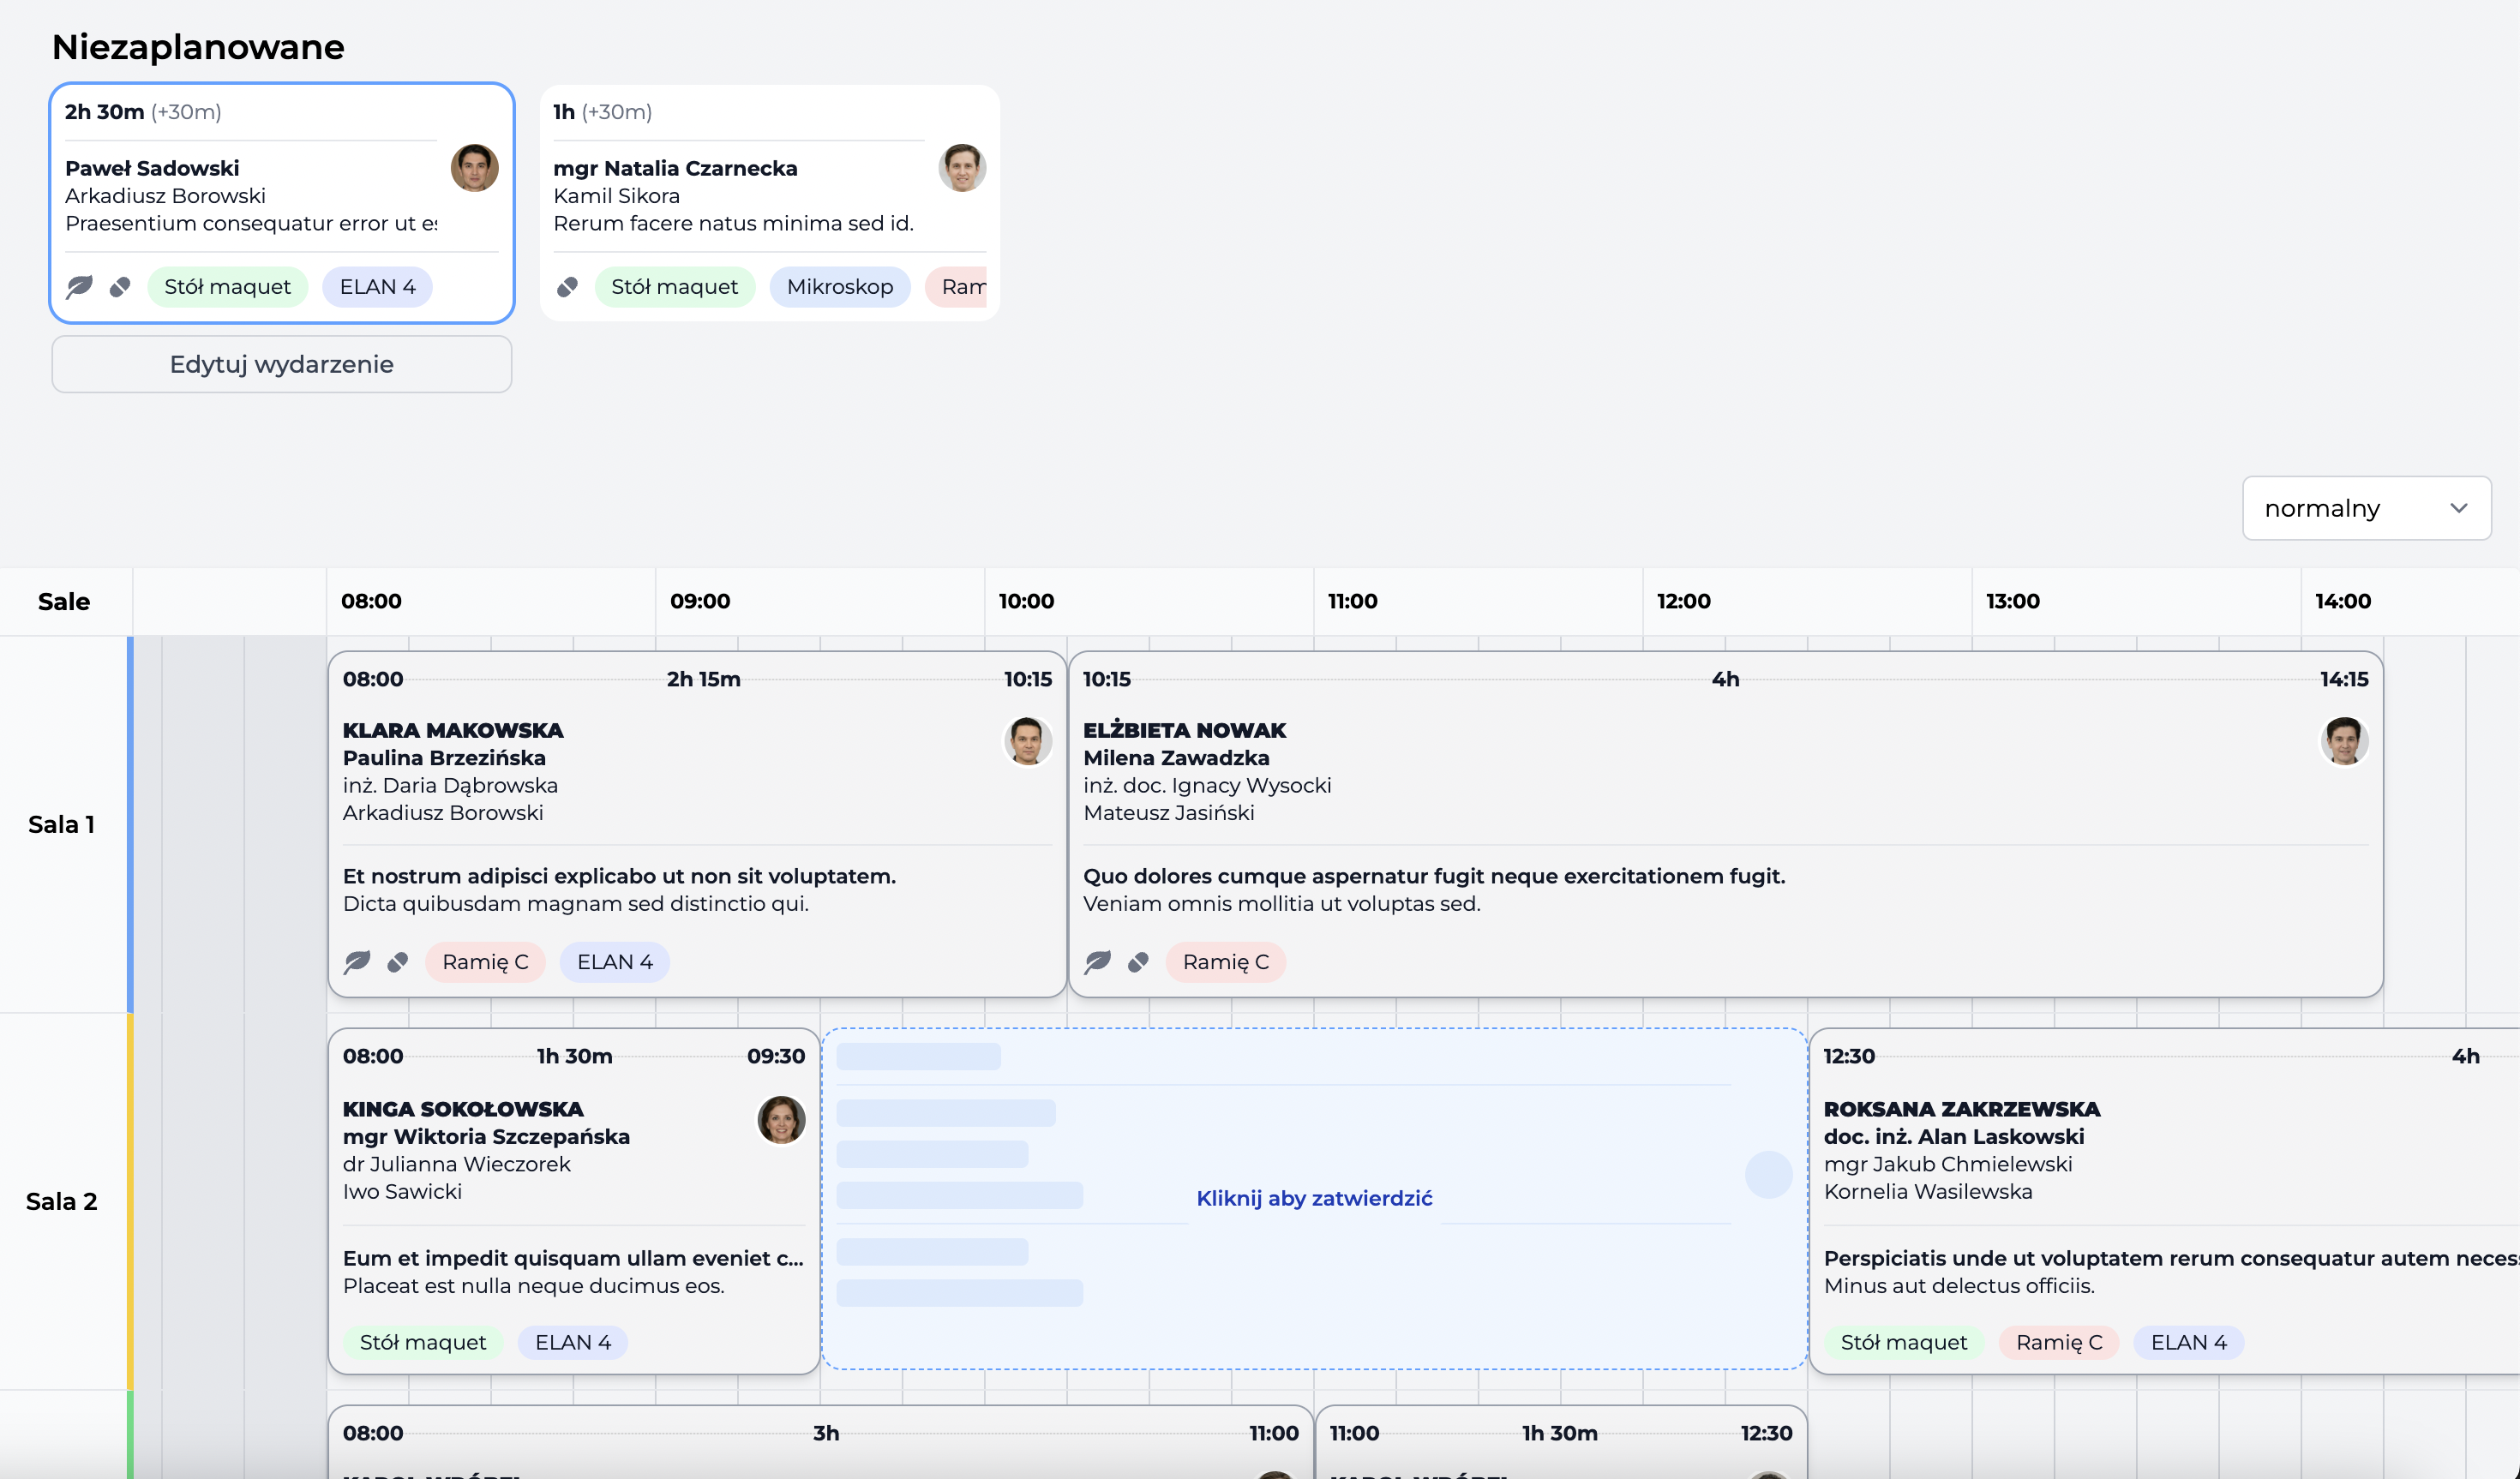 Niezaplanowane
2h 30m (+30m)
Paweł Sadowski
Arkadiusz Borowski
Praesentium consequatur error ut
Stół maquet ELAN 4
Edytuj wydarzenie
1h (+30m)
mgr Natalia Czarnecka
Kamil Sikora
Rerum facere natus minima sed id.
Stół maquet Mikroskop Ram
normalny
Sale 08:00 09:00 10:00 11:00 12:00 13:00 14:00
Sala 1
08:00 2h 15m 10:15
KLARA MAKOWSKA
Paulina Brzezińska
inż. Daria Dąbrowska
Arkadiusz Borowski
Et nostrum adipisci explicabo ut non sit voluptatem.
Dicta quibusdam magnam sed distinctio qui.
Ramię C ELAN 4
10:15 4h 14:15
ELŻBIETA NOWAK
Milena Zawadzka
inż. doc. Ignacy Wysocki
Mateusz Jasiński
Quo dolores cumque aspernatur fugit neque exercitationem fugit.
Veniam omnis mollitia ut voluptas sed.
Ramię C
Sala 2
08:00 1h 30m 09:30
KINGA SOKOŁOWSKA
mgr Wiktoria Szczepańska
dr Julianna Wieczorek
Iwo Sawicki
Eum et impedit quisquam ullam eveniet c...
Placeat est nulla neque ducimus eos.
Stół maquet ELAN 4
Kliknij aby zatwierdzić
12:30 4h
ROKSANA ZAKRZEWSKA
doc. inż. Alan Laskowski
mgr Jakub Chmielewski
Kornelia Wasilewska
Perspiciatis unde ut voluptatem rerum consequatur autem neces
Minus aut delectus officiis.
Stół maquet Ramię C ELAN 4
08:00 3h 11:00
11:00 1h 30m 12:30